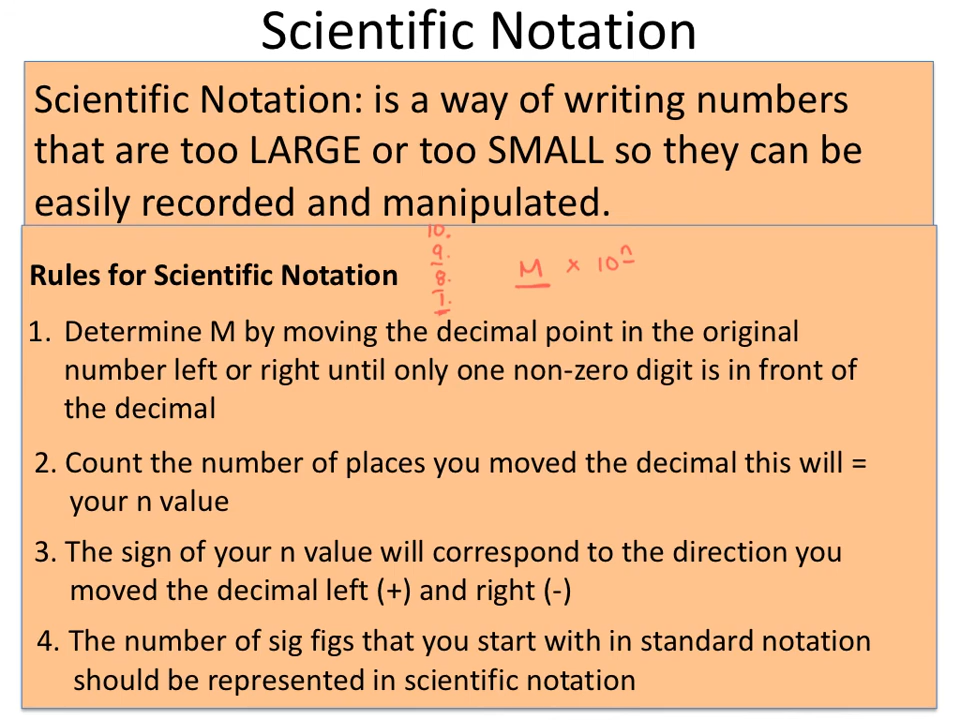 Scientific Notation
Scientific Notation: is a way of writing numbers
that are too LARGE or too SMALL so they can be
easily recorded and manipulated.
10.
9.
8.
7.
M × 10ⁿ
Rules for Scientific Notation
1. Determine M by moving the decimal point in the original
number left or right until only one non-zero digit is in front of
the decimal
2. Count the number of places you moved the decimal this will =
your n value
3. The sign of your n value will correspond to the direction you
moved the decimal left (+) and right (-)
4. The number of sig figs that you start with in standard notation
should be represented in scientific notation